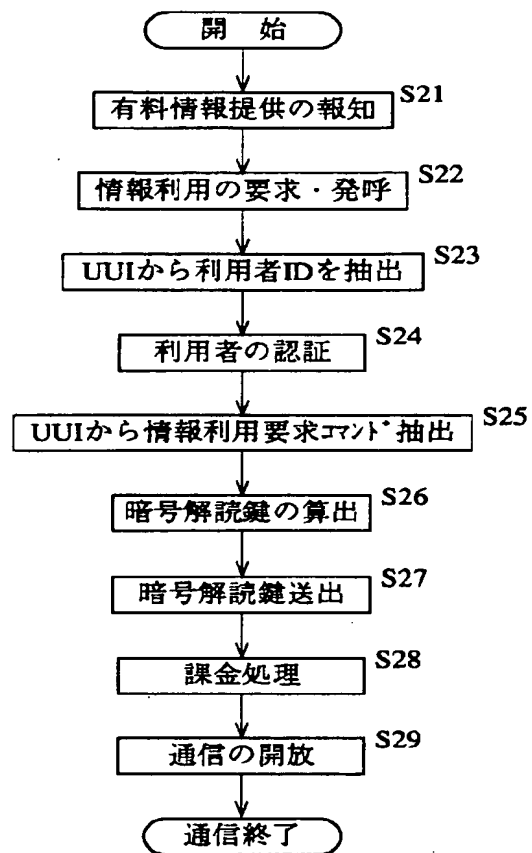 開 始
有料情報提供の報知 S21
情報利用の要求・発呼 S22
UUIから利用者IDを抽出 S23
利用者の認証 S24
UUIから情報利用要求コマンド抽出 S25
暗号解読鍵の算出 S26
暗号解読鍵送出 S27
課金処理 S28
通信の開放 S29
通信終了